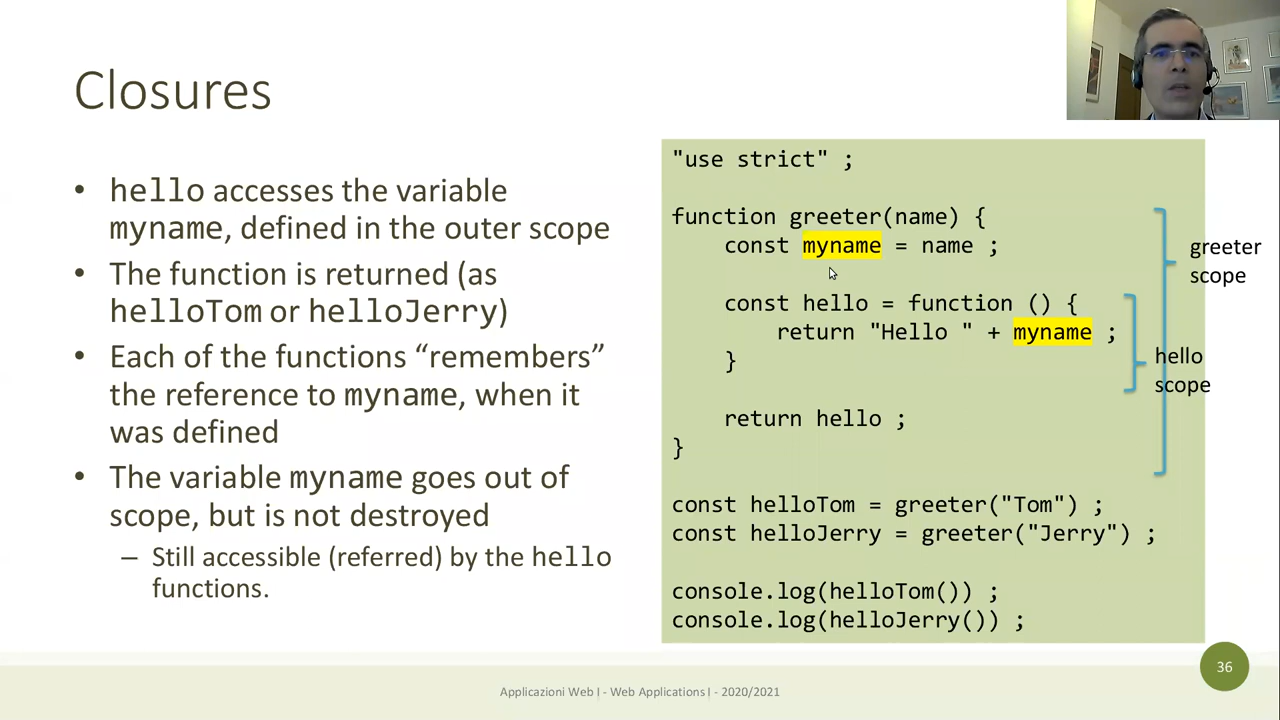 Closures
• hello accesses the variable
myname, defined in the outer scope
• The function is returned (as
helloTom or helloJerry)
• Each of the functions “remembers”
the reference to myname, when it
was defined
• The variable myname goes out of
scope, but is not destroyed
– Still accessible (referred) by the hello
functions.
"use strict" ;
function greeter(name) {
const myname = name ;
const hello = function () {
return "Hello " + myname ;
}
return hello ;
}
const helloTom = greeter("Tom") ;
const helloJerry = greeter("Jerry") ;
console.log(helloTom()) ;
console.log(helloJerry()) ;
greeter
scope
hello
scope
Applicazioni Web I - Web Applications I - 2020/2021
36